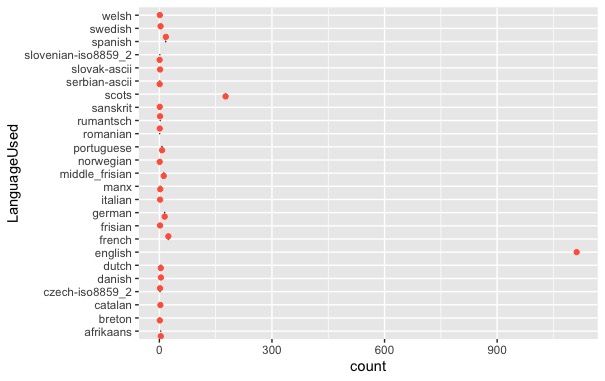 welsh
swedish
spanish
slovenian-iso8859_2
slovak-ascii
serbian-ascii
scots
sanskrit
rumantsch
romanian
portuguese
norwegian
middle_frisian
manx
italian
german
frisian
french
english
dutch
danish
czech-iso8859_2
catalan
breton
afrikaans
LanguageUsed
0 300 600 900
count